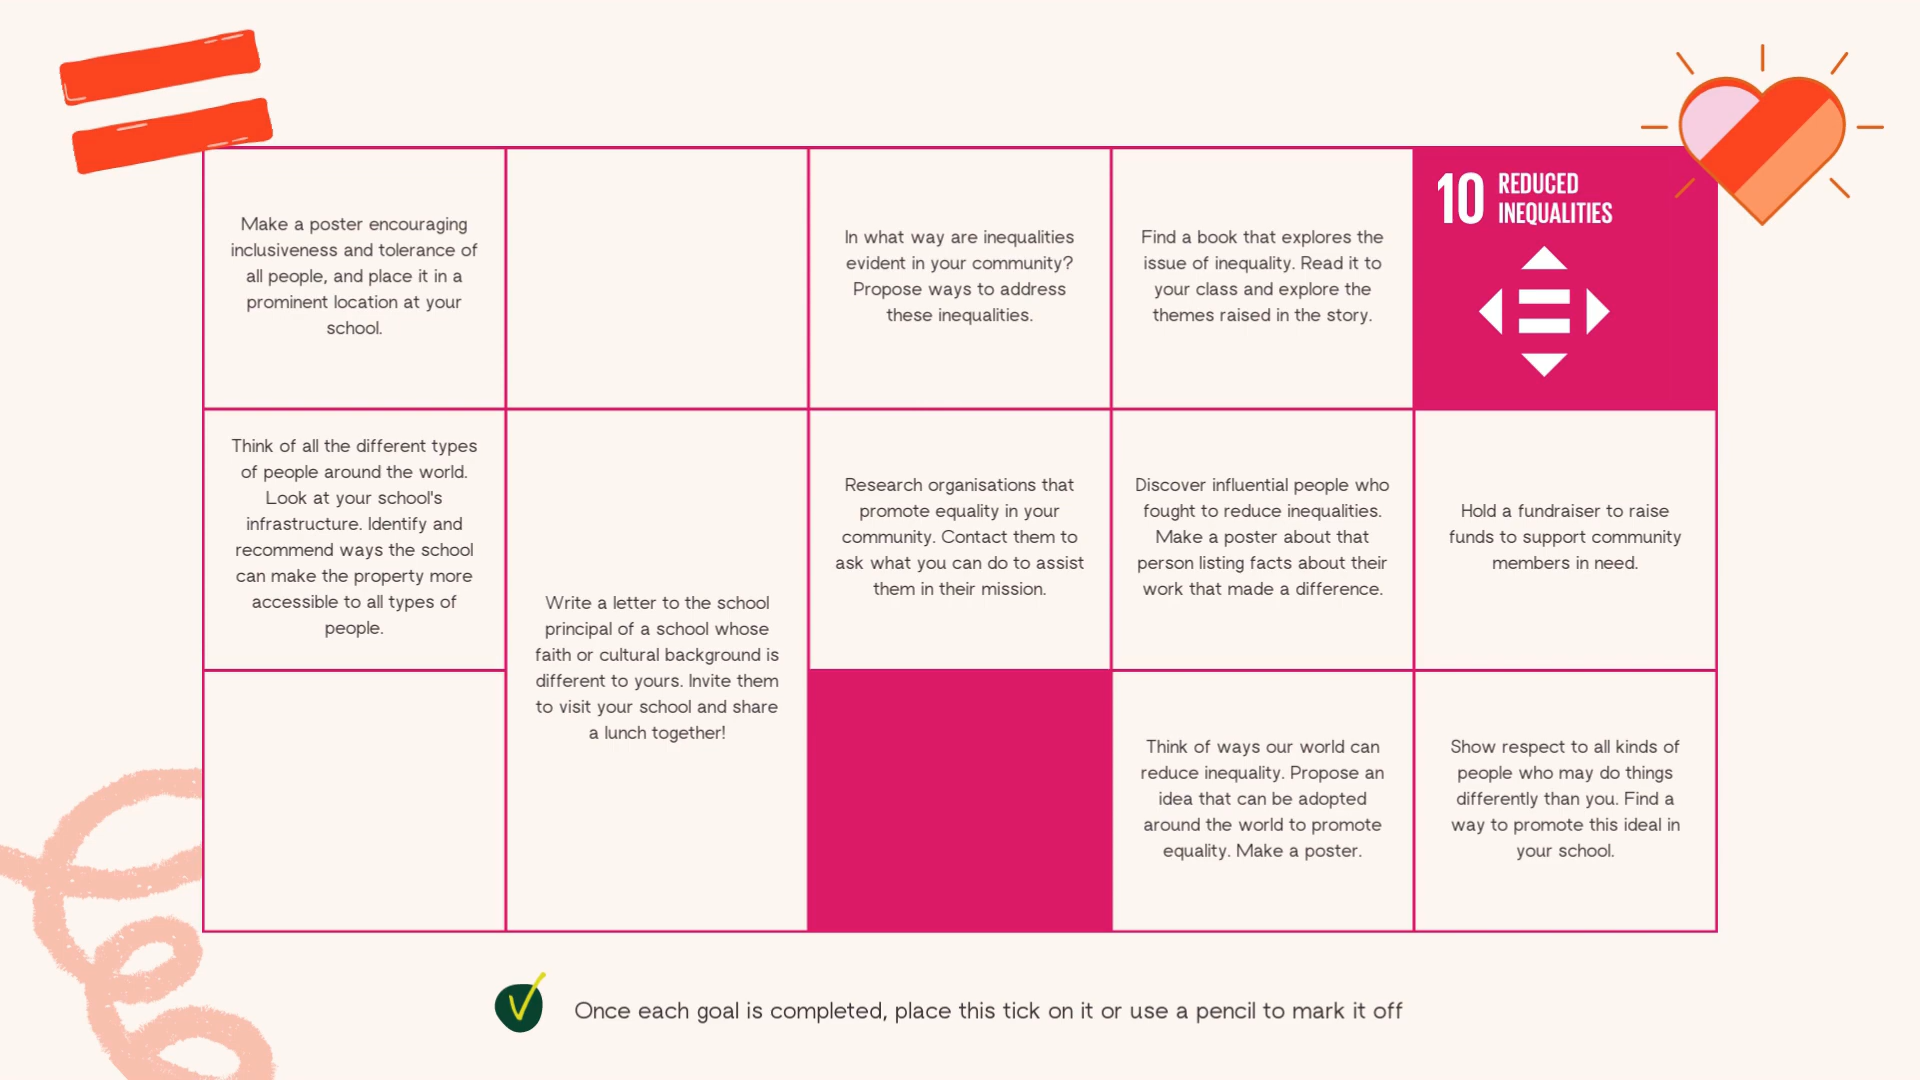 Make a poster encouraging
inclusiveness and tolerance of
all people, and place it in a
prominent location at your
school.
In what way are inequalities
evident in your community?
Propose ways to address
these inequalities.
Find a book that explores the
issue of inequality. Read it to
your class and explore the
themes raised in the story.
10 REDUCED
INEQUALITIES
Think of all the different types
of people around the world.
Look at your school's
infrastructure. Identify and
recommend ways the school
can make the property more
accessible to all types of
people.
Write a letter to the school
principal of a school whose
faith or cultural background is
different to yours. Invite them
to visit your school and share
a lunch together!
Research organisations that
promote equality in your
community. Contact them to
ask what you can do to assist
them in their mission.
Discover influential people who
fought to reduce inequalities.
Make a poster about that
person listing facts about their
work that made a difference.
Hold a fundraiser to raise
funds to support community
members in need.
Think of ways our world can
reduce inequality. Propose an
idea that can be adopted
around the world to promote
equality. Make a poster.
Show respect to all kinds of
people who may do things
differently than you. Find a
way to promote this ideal in
your school.
Once each goal is completed, place this tick on it or use a pencil to mark it off